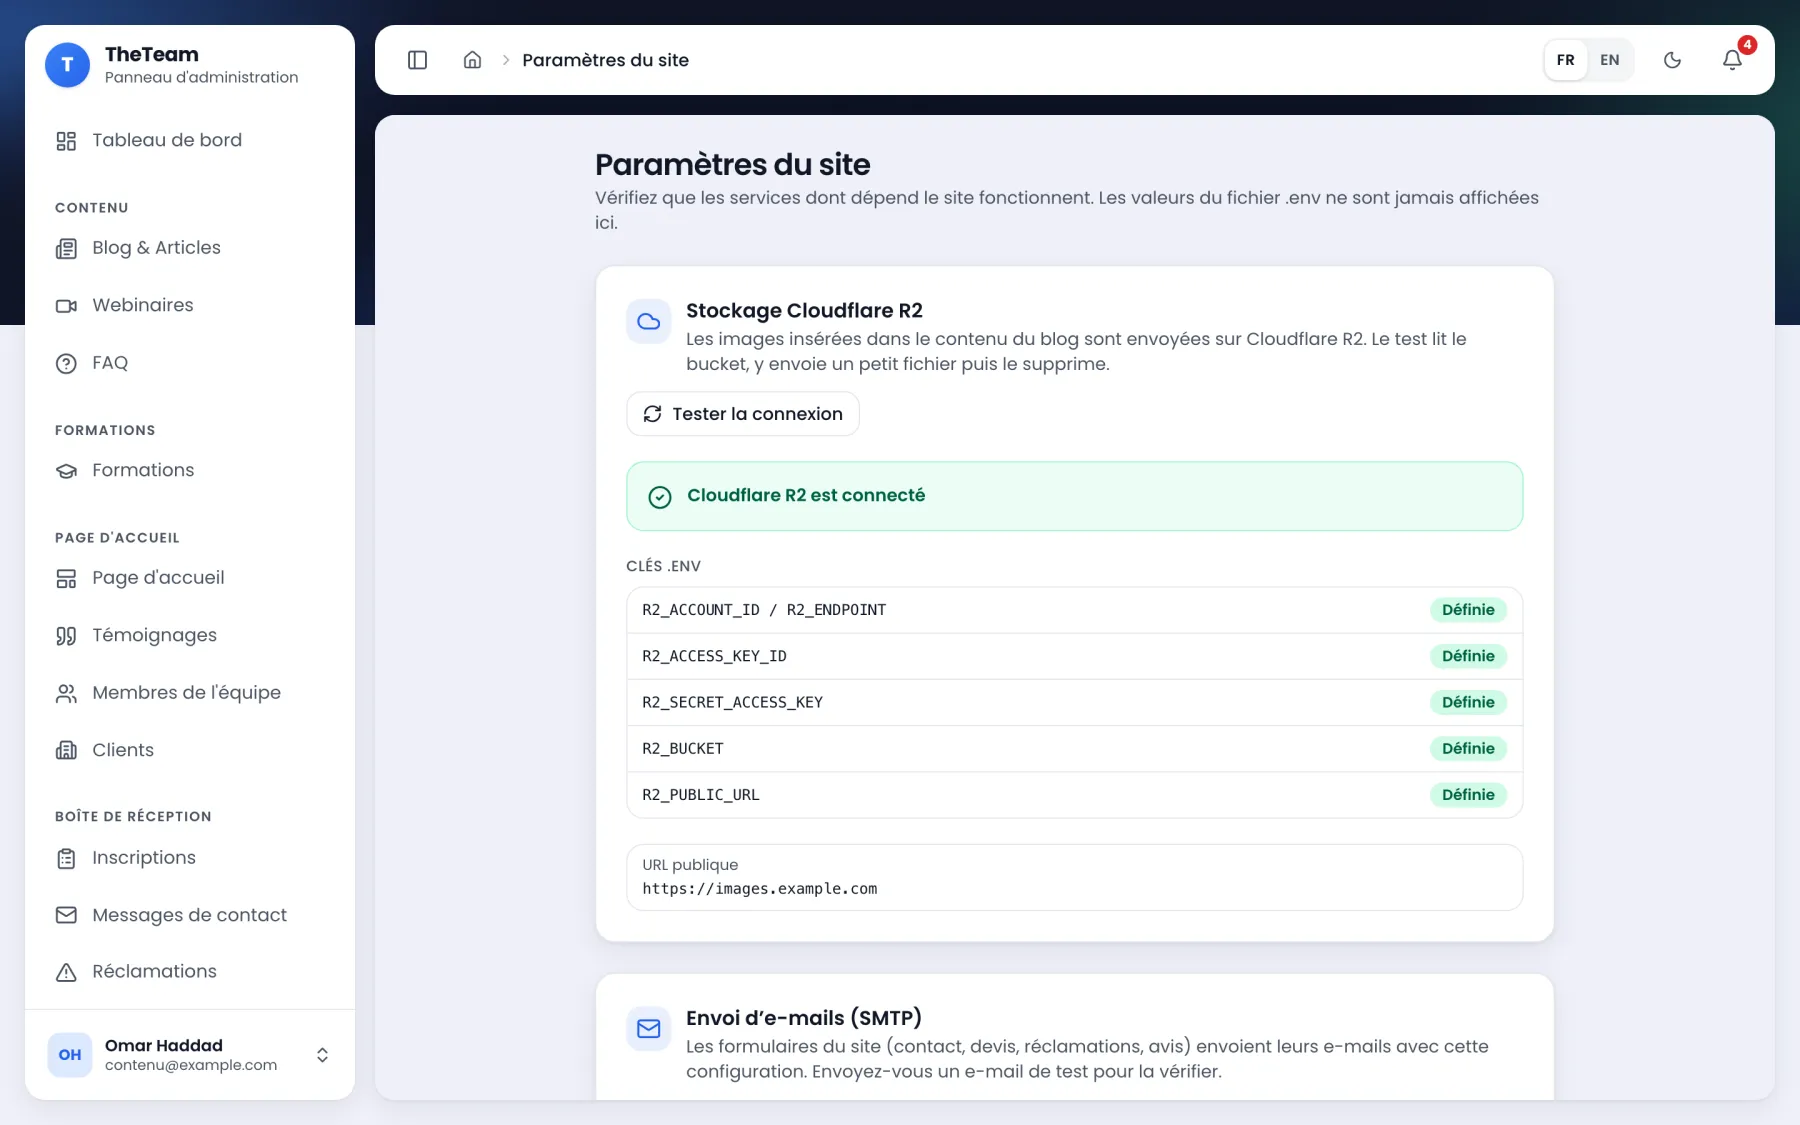 T
TheTeam
Panneau d'administration
Tableau de bord
CONTENU
Blog & Articles
Webinaires
FAQ
FORMATIONS
Formations
PAGE D'ACCUEIL
Page d'accueil
Témoignages
Membres de l'équipe
Clients
BOÎTE DE RÉCEPTION
Inscriptions
Messages de contact
Réclamations
OH
Omar Haddad
contenu@example.com
Paramètres du site
FR
EN
4
Paramètres du site
Vérifiez que les services dont dépend le site fonctionnent. Les valeurs du fichier .env ne sont jamais affichées
ici.
Stockage Cloudflare R2
Les images insérées dans le contenu du blog sont envoyées sur Cloudflare R2. Le test lit le
bucket, y envoie un petit fichier puis le supprime.
Tester la connexion
Cloudflare R2 est connecté
CLÉS .ENV
R2_ACCOUNT_ID / R2_ENDPOINT
Définie
R2_ACCESS_KEY_ID
Définie
R2_SECRET_ACCESS_KEY
Définie
R2_BUCKET
Définie
R2_PUBLIC_URL
Définie
URL publique
https://images.example.com
Envoi d’e-mails (SMTP)
Les formulaires du site (contact, devis, réclamations, avis) envoient leurs e-mails avec cette
configuration. Envoyez-vous un e-mail de test pour la vérifier.